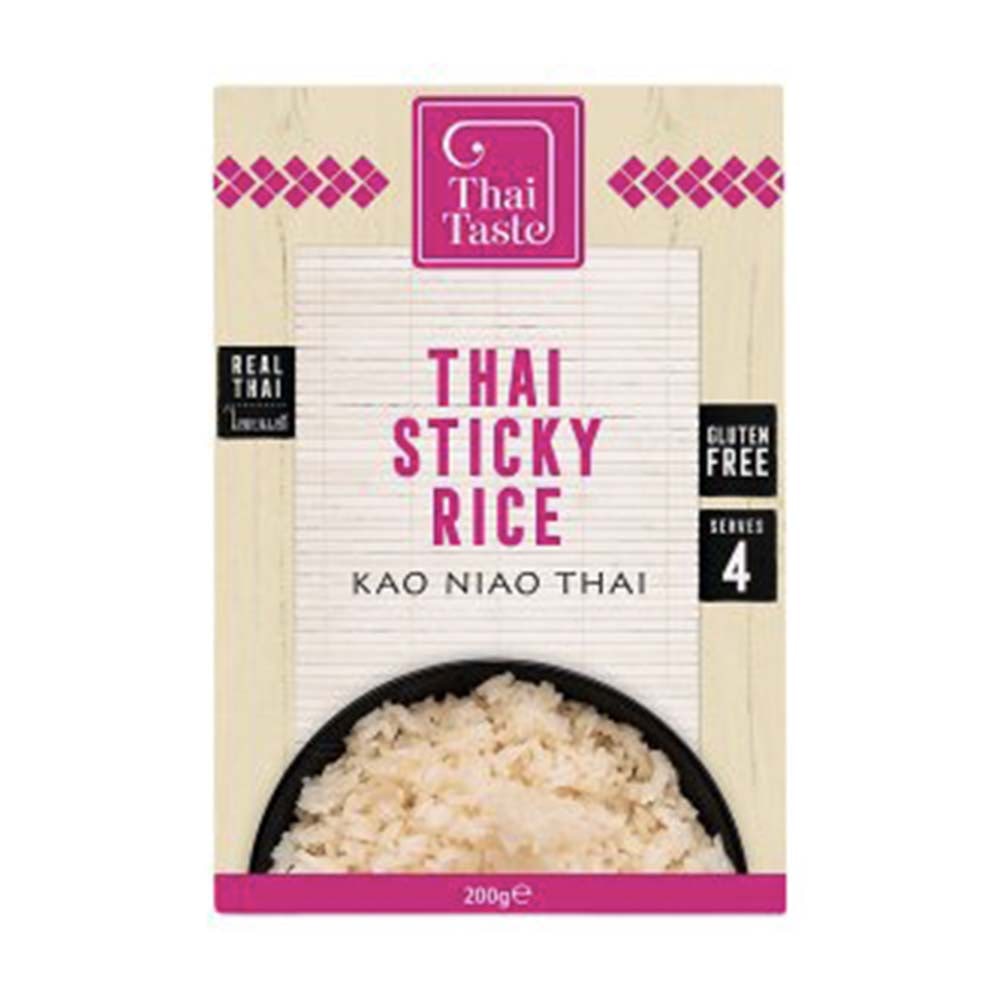 Thai
Taste
REAL
THAI
THAI
STICKY
RICE
KAO NIAO THAI
GLUTEN
FREE
SERVES
4
200g℮